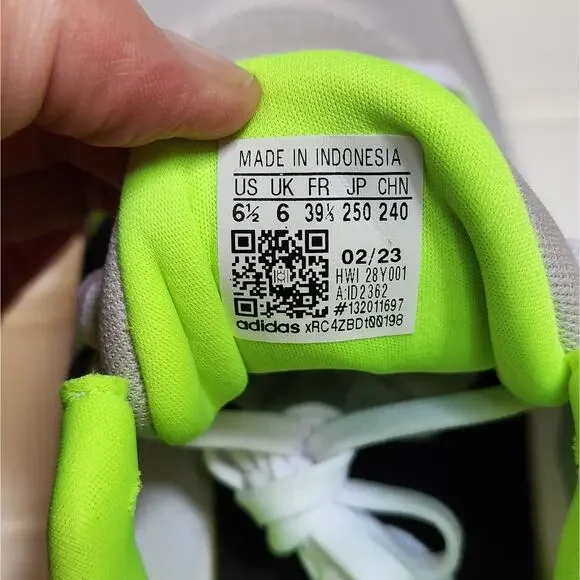 MADE IN INDONESIA
US UK FR JP CHN
6½ 6 39⅓ 250 240
02/23
HWI 28Y001
A:ID2362
#132011697
adidas xRC4ZBDt00198